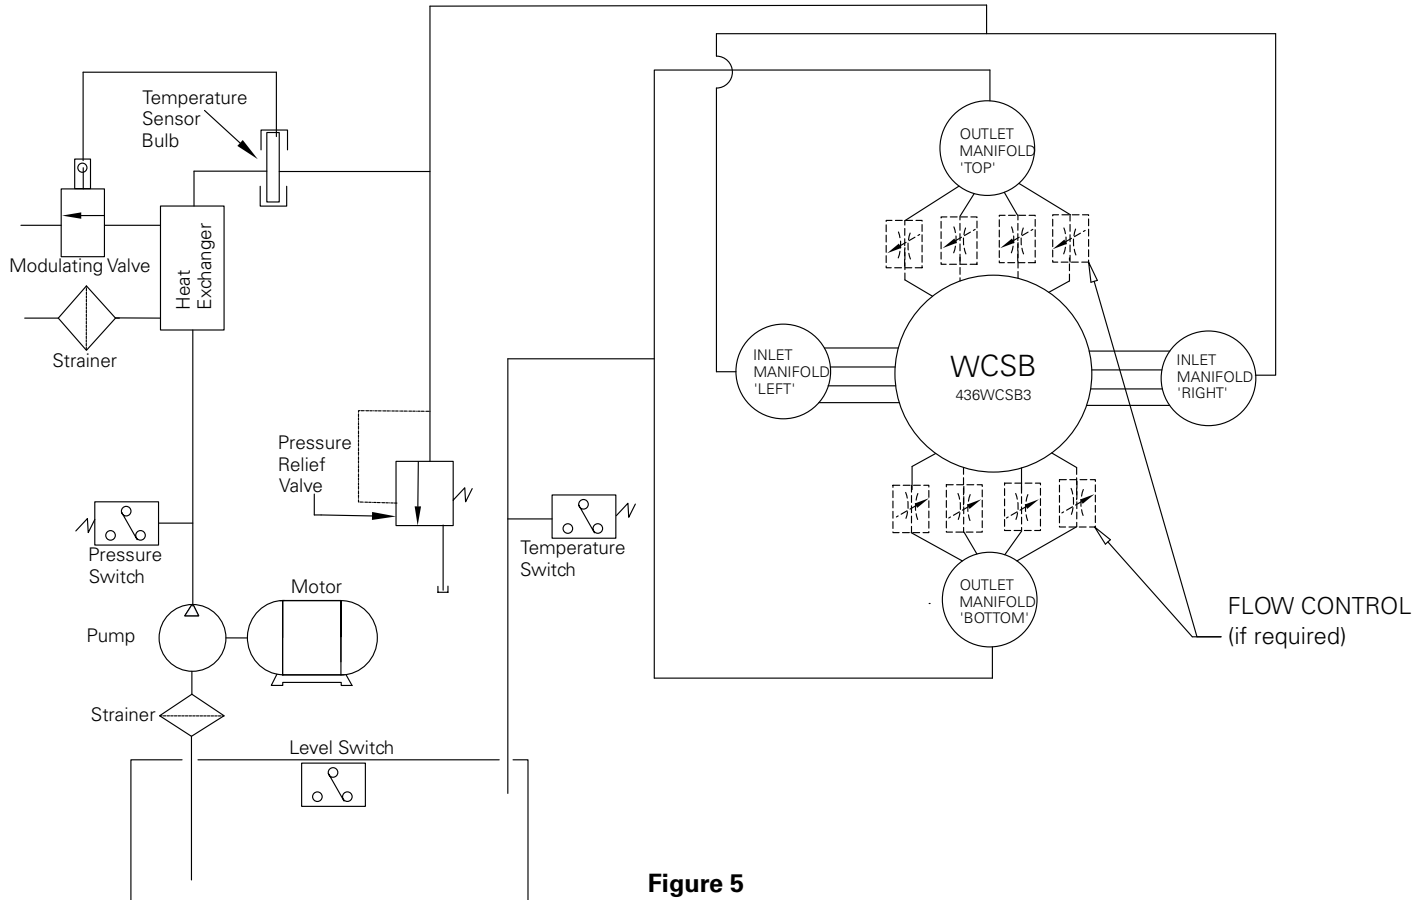 Temperature
Sensor
Bulb
OUTLET
MANIFOLD
'TOP'
Modulating Valve
Heat
Exchanger
Strainer
INLET
MANIFOLD
'LEFT'
WCSB
436WCSB3
INLET
MANIFOLD
'RIGHT'
Pressure
Relief
Valve
Pressure
Switch
Temperature
Switch
Motor
Pump
OUTLET
MANIFOLD
'BOTTOM'
FLOW CONTROL
(if required)
Strainer
Level Switch
Figure 5